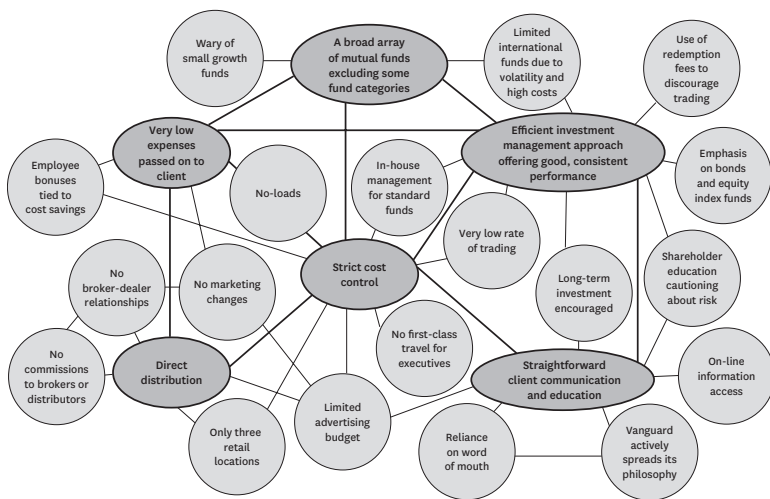 Wary of
small growth
funds
A broad array
of mutual funds
excluding some
fund categories
Limited
international
funds due to
volatility and
high costs
Use of
redemption
fees to
discourage
trading
Very low
expenses
passed on to
client
Efficient investment
management approach
offering good, consistent
performance
Employee
bonuses
tied to
cost savings
No-loads
In-house
management
for standard
funds
Emphasis
on bonds
and equity
index funds
Very low rate
of trading
No
broker-dealer
relationships
No marketing
changes
Strict cost
control
Long-term
investment
encouraged
Shareholder
education
cautioning
about risk
No first-class
travel for
executives
No
commissions
to brokers or
distributors
Direct
distribution
Straightforward
client communication
and education
On-line
information
access
Only three
retail
locations
Limited
advertising
budget
Reliance
on word
of mouth
Vanguard
actively
spreads its
philosophy